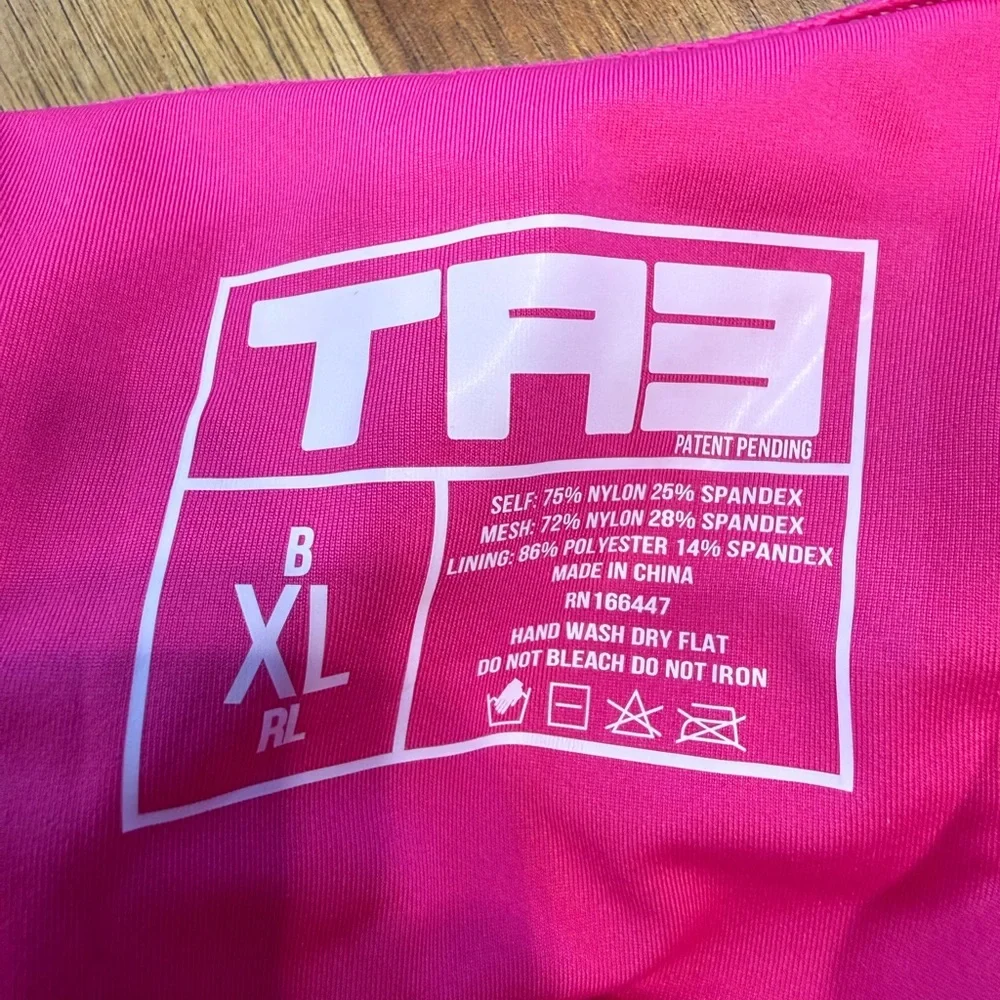 TA3
PATENT PENDING
B
XL
RL
SELF: 75% NYLON 25% SPANDEX
MESH: 72% NYLON 28% SPANDEX
LINING: 86% POLYESTER 14% SPANDEX
MADE IN CHINA
RN166447
HAND WASH DRY FLAT
DO NOT BLEACH DO NOT IRON